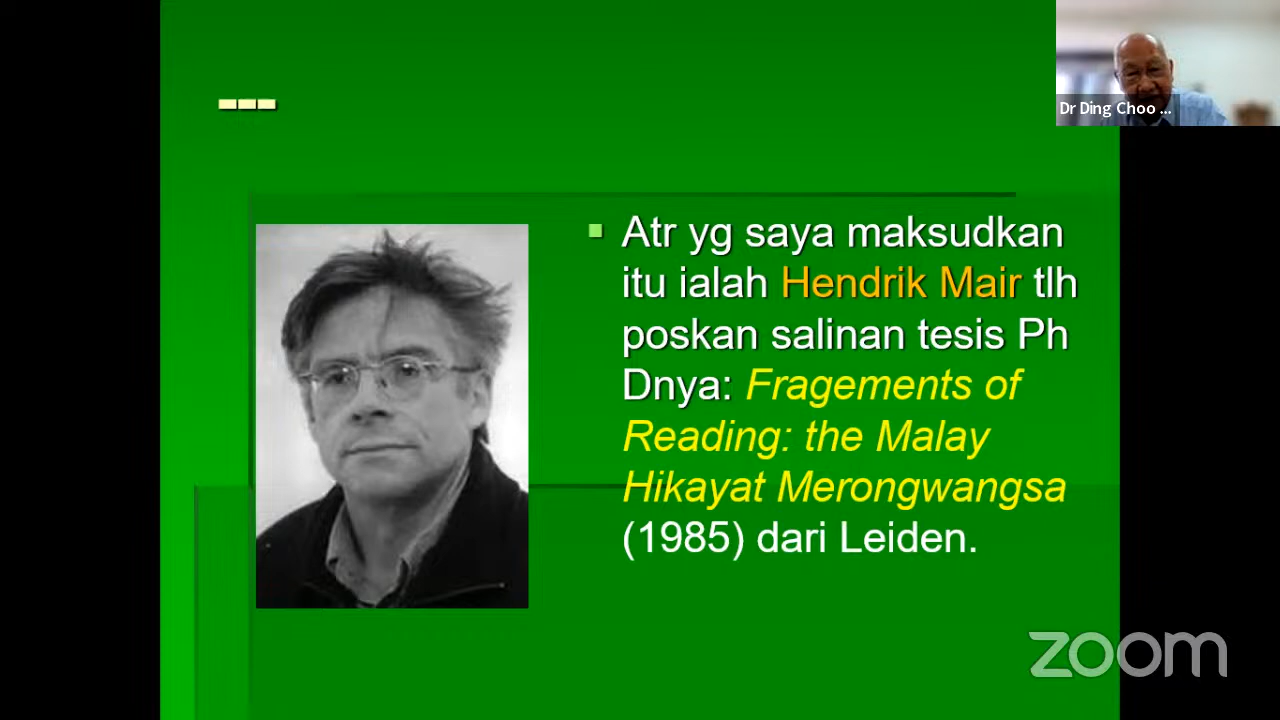 ---
Dr Ding Choo ...
Atr yg saya maksudkan
itu ialah Hendrik Mair tlh
poskan salinan tesis Ph
Dnya: Fragements of
Reading: the Malay
Hikayat Merongwangsa
(1985) dari Leiden.
zoom